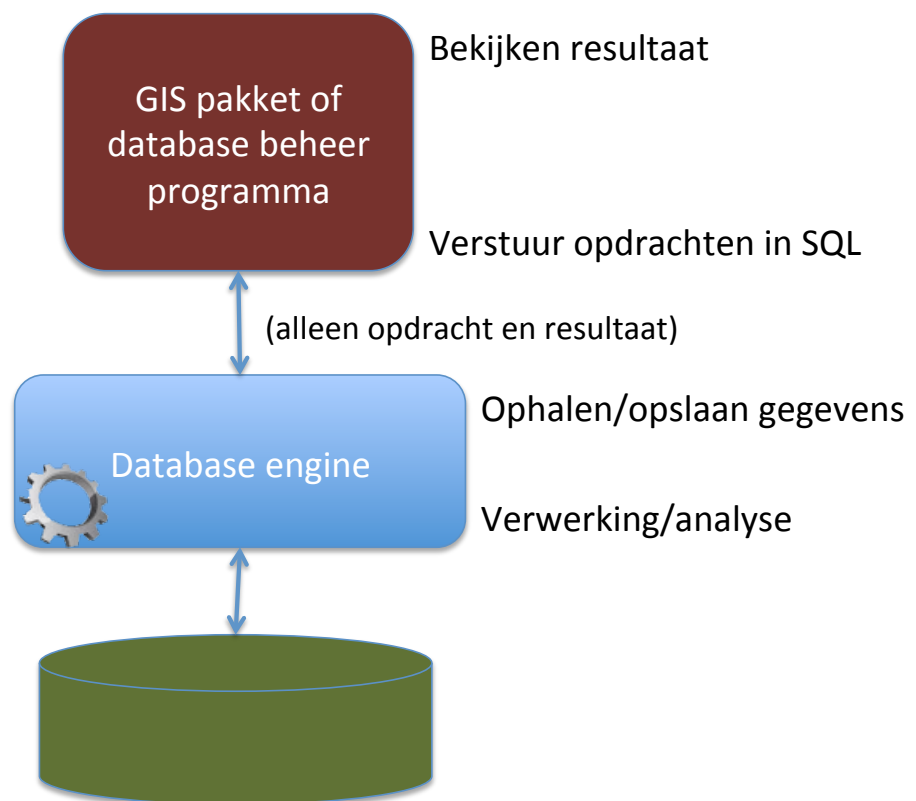 GIS pakket of
database beheer
programma
Bekijken resultaat
Verstuur opdrachten in SQL
(alleen opdracht en resultaat)
Database engine
Ophalen/opslaan gegevens
Verwerking/analyse